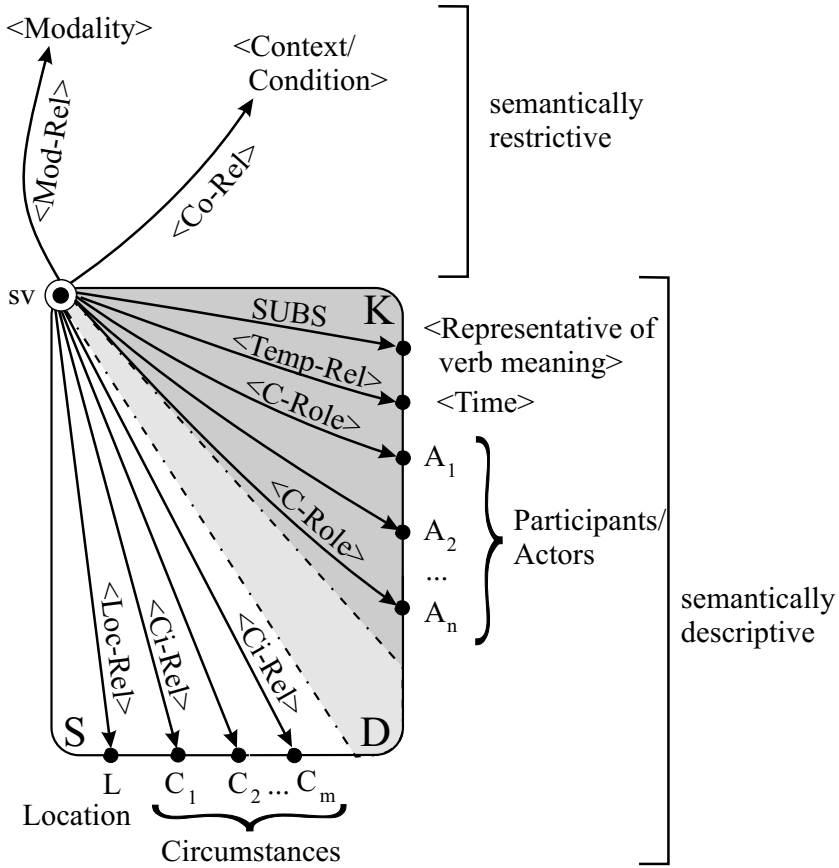 <Modality>
<Context/
Condition>
<Mod-Rel>
<Co-Rel>
semantically
restrictive
sv
SUBS
K
<Representative of
verb meaning>
<Temp-Rel>
<Time>
<C-Role>
A1
A2
...
An
<C-Role>
Participants/
Actors
semantically
descriptive
<Loc-Rel>
<Ci-Rel>
<Ci-Rel>
S
D
L
C1
C2 ... Cm
Location
Circumstances